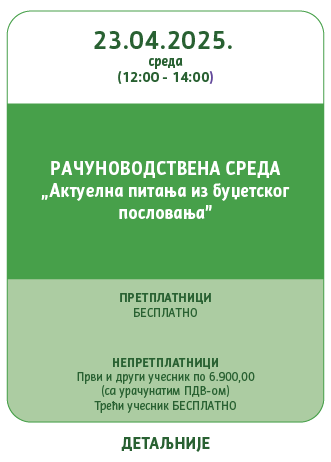 23.04.2025.
среда
(12:00 - 14:00)
РАЧУНОВОДСТВЕНА СРЕДА
„Актуелна питања из буџетског
пословања"
ПРЕТПЛАТНИЦИ
БЕСПЛАТНО
НЕПРЕТПЛАТНИЦИ
Први и други учесник по 6.900,00
(са урачунатим ПДВ-ом)
Трећи учесник БЕСПЛАТНО
ДЕТАЉНИЈЕ